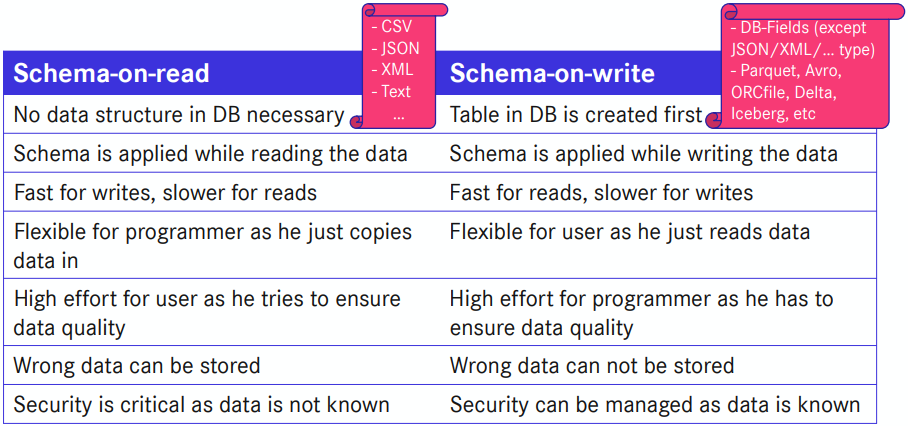 - CSV
- JSON
- XML
- Text
...
- DB-Fields (except
JSON/XML/... type)
- Parquet, Avro,
ORCfile, Delta,
Iceberg, etc
Schema-on-read
Schema-on-write
No data structure in DB necessary
Table in DB is created first
Schema is applied while reading the data
Schema is applied while writing the data
Fast for writes, slower for reads
Fast for reads, slower for writes
Flexible for programmer as he just copies
data in
Flexible for user as he just reads data
High effort for user as he tries to ensure
data quality
High effort for programmer as he has to
ensure data quality
Wrong data can be stored
Wrong data can not be stored
Security is critical as data is not known
Security can be managed as data is known